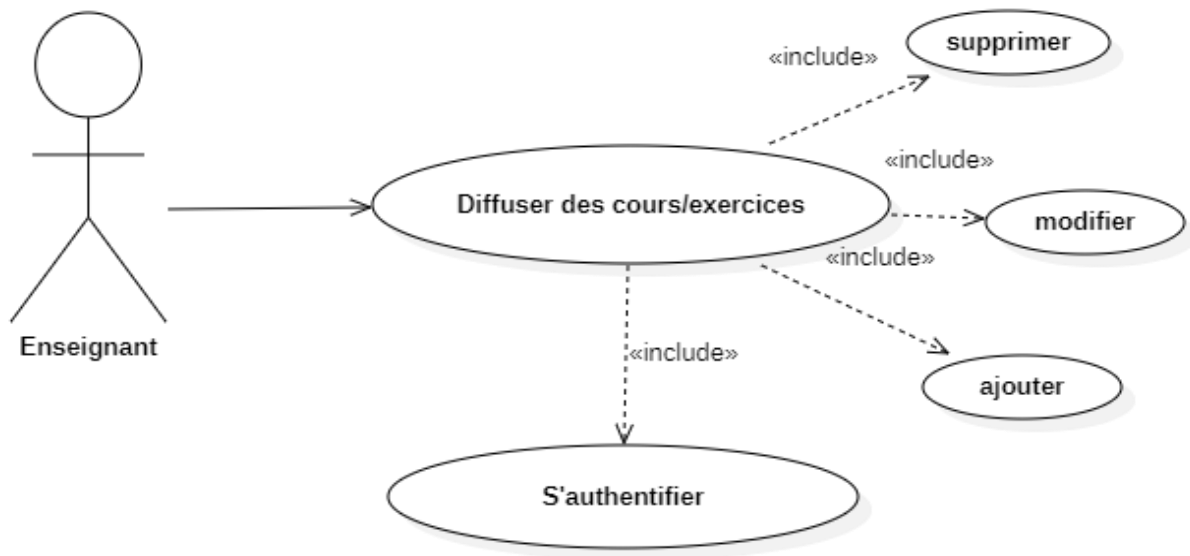 supprimer
«include»
«include»
Diffuser des cours/exercices
modifier
«include»
Enseignant
«include»
ajouter
S'authentifier